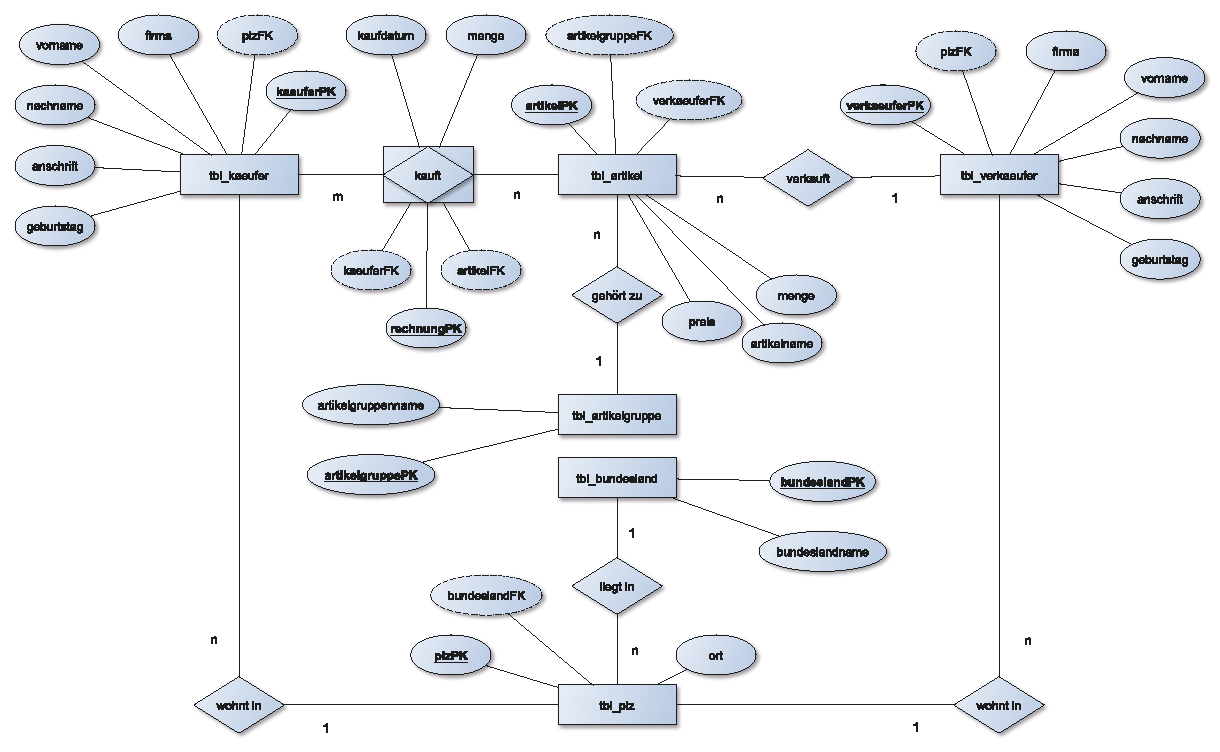 vorname
firma
plzFK
kaeuferPK
nachname
anschrift
geburtstag
tbl_kaeufer
m
kaufdatum
menge
kauft
n
kaeuferFK
artikelFK
rechnungPK
artikelgruppeFK
artikelPK
verkaeuferFK
tbl_artikel
n
verkauft
1
plzFK
firma
verkaeuferPK
vorname
nachname
anschrift
geburtstag
tbl_verkaeufer
n
gehört zu
1
menge
preis
artikelname
artikelgruppenname
tbl_artikelgruppe
artikelgruppePK
tbl_bundesland
bundeslandPK
bundeslandname
1
liegt in
n
bundeslandFK
plzPK
ort
n
wohnt in
1
tbl_plz
1
wohnt in
n